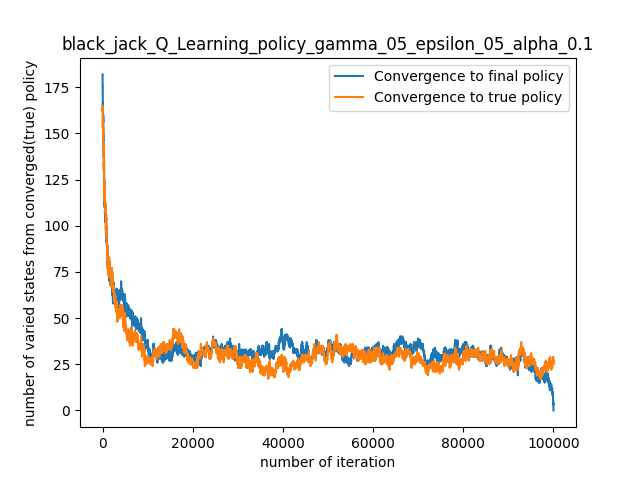 black_jack_Q_Learning_policy_gamma_05_epsilon_05_alpha_0.1
Convergence to final policy
Convergence to true policy
number of varied states from converged(true) policy
175
150
125
100
75
50
25
0
0
20000
40000
60000
80000
100000
number of iteration